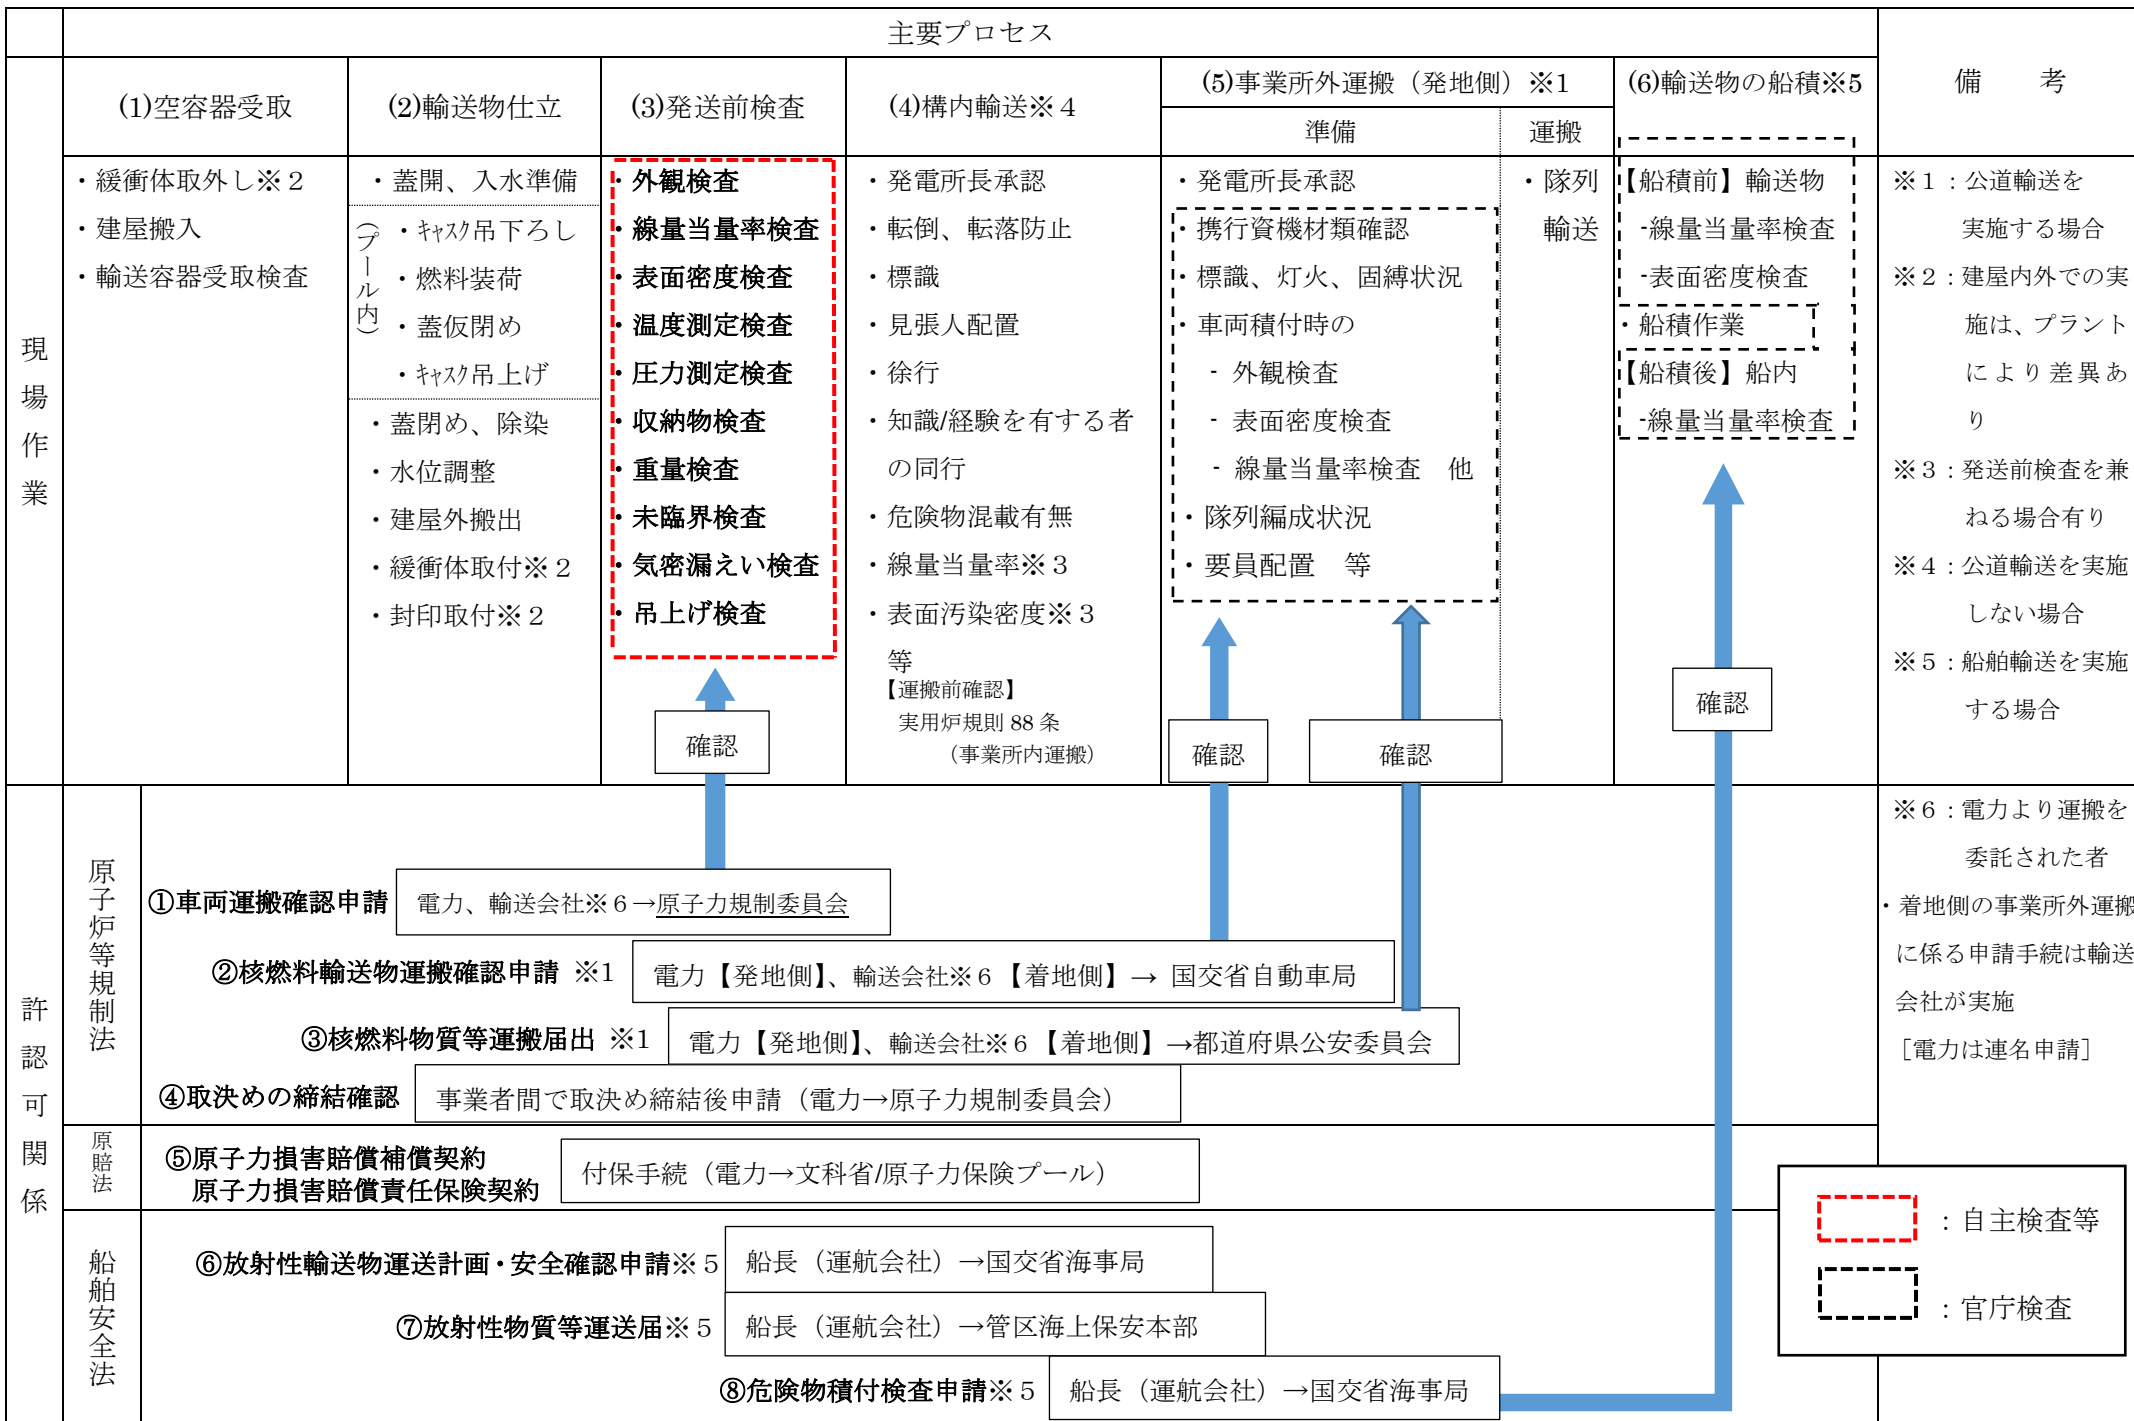 主要プロセス
備　考
(1)空容器受取
(2)輸送物仕立
(3)発送前検査
(4)構内輸送※４
(5)事業所外運搬（発地側）※1
準備
運搬
(6)輸送物の船積※5
現場作業
・緩衝体取外し※２
・建屋搬入
・輸送容器受取検査
・蓋開、入水準備
（プール内）
・ｷｬｽｸ吊下ろし
・燃料装荷
・蓋仮閉め
・ｷｬｽｸ吊上げ
・蓋閉め、除染
・水位調整
・建屋外搬出
・緩衝体取付※２
・封印取付※２
・外観検査
・線量当量率検査
・表面密度検査
・温度測定検査
・圧力測定検査
・収納物検査
・重量検査
・未臨界検査
・気密漏えい検査
・吊上げ検査
確認
・発電所長承認
・転倒、転落防止
・標識
・見張人配置
・徐行
・知識/経験を有する者
の同行
・危険物混載有無
・線量当量率※３
・表面汚染密度※３
等
【運搬前確認】
実用炉規則 88 条
（事業所内運搬）
・発電所長承認
・携行資機材類確認
・標識、灯火、固縛状況
・車両積付時の
- 外観検査
- 表面密度検査
- 線量当量率検査　他
・隊列編成状況
・要員配置　等
確認
確認
・隊列
輸送
【船積前】輸送物
-線量当量率検査
-表面密度検査
・船積作業
【船積後】船内
-線量当量率検査
確認
※１：公道輸送を
実施する場合
※２：建屋内外での実
施は、プラント
により差異あ
り
※３：発送前検査を兼
ねる場合有り
※４：公道輸送を実施
しない場合
※５：船舶輸送を実施
する場合
許認可関係
原子炉等規制法
①車両運搬確認申請
電力、輸送会社※６→原子力規制委員会
②核燃料輸送物運搬確認申請 ※1
電力【発地側】、輸送会社※６【着地側】→ 国交省自動車局
③核燃料物質等運搬届出 ※1
電力【発地側】、輸送会社※６【着地側】→都道府県公安委員会
④取決めの締結確認
事業者間で取決め締結後申請（電力→原子力規制委員会）
原賠法
⑤原子力損害賠償補償契約
原子力損害賠償責任保険契約
付保手続（電力→文科省/原子力保険プール）
船舶安全法
⑥放射性輸送物運送計画・安全確認申請※５
船長（運航会社）→国交省海事局
⑦放射性物質等運送届※５
船長（運航会社）→管区海上保安本部
⑧危険物積付検査申請※５
船長（運航会社）→国交省海事局
※６：電力より運搬を
委託された者
・着地側の事業所外運搬
に係る申請手続は輸送
会社が実施
［電力は連名申請］
：自主検査等
：官庁検査